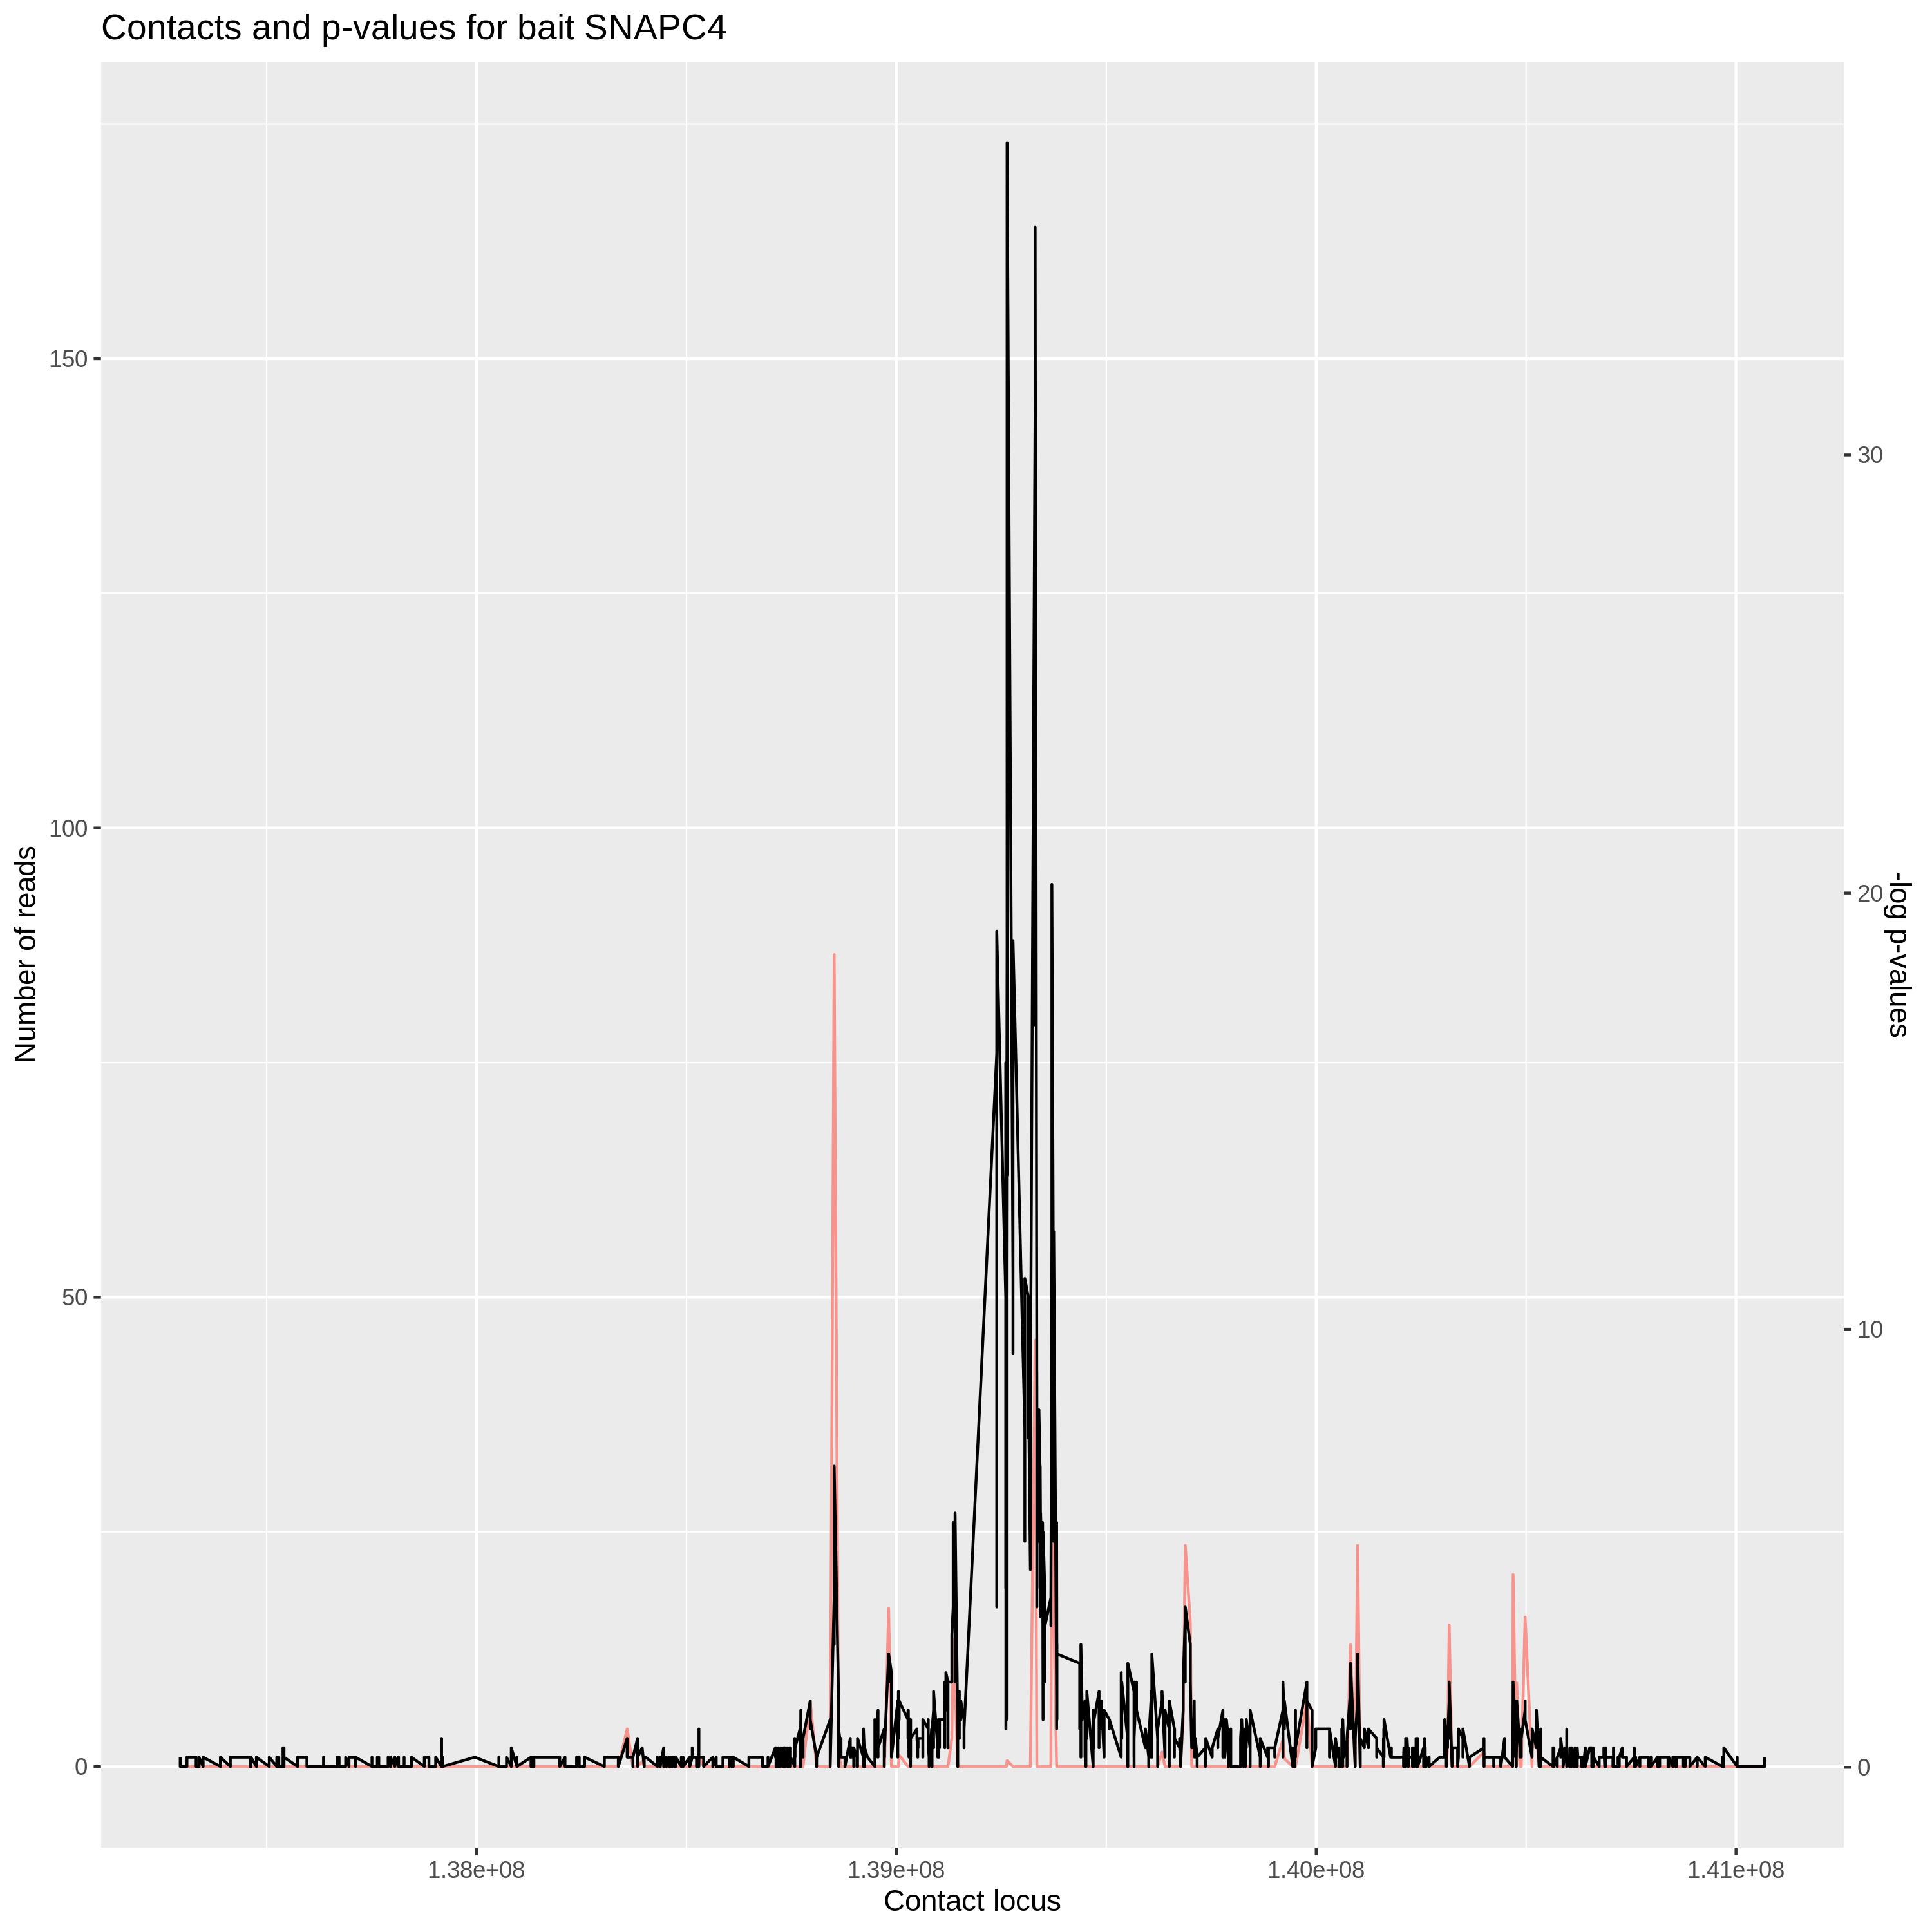 Contacts and p-values for bait SNAPC4
150
100
50
0
Number of reads
30
20
10
0
-log p-values
1.38e+08
1.39e+08
1.40e+08
1.41e+08
Contact locus